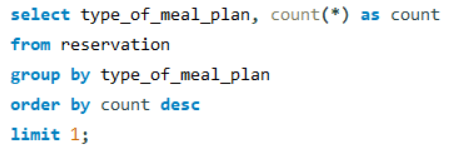 select type_of_meal_plan, count(*) as count
from reservation
group by type_of_meal_plan
order by count desc
limit 1;